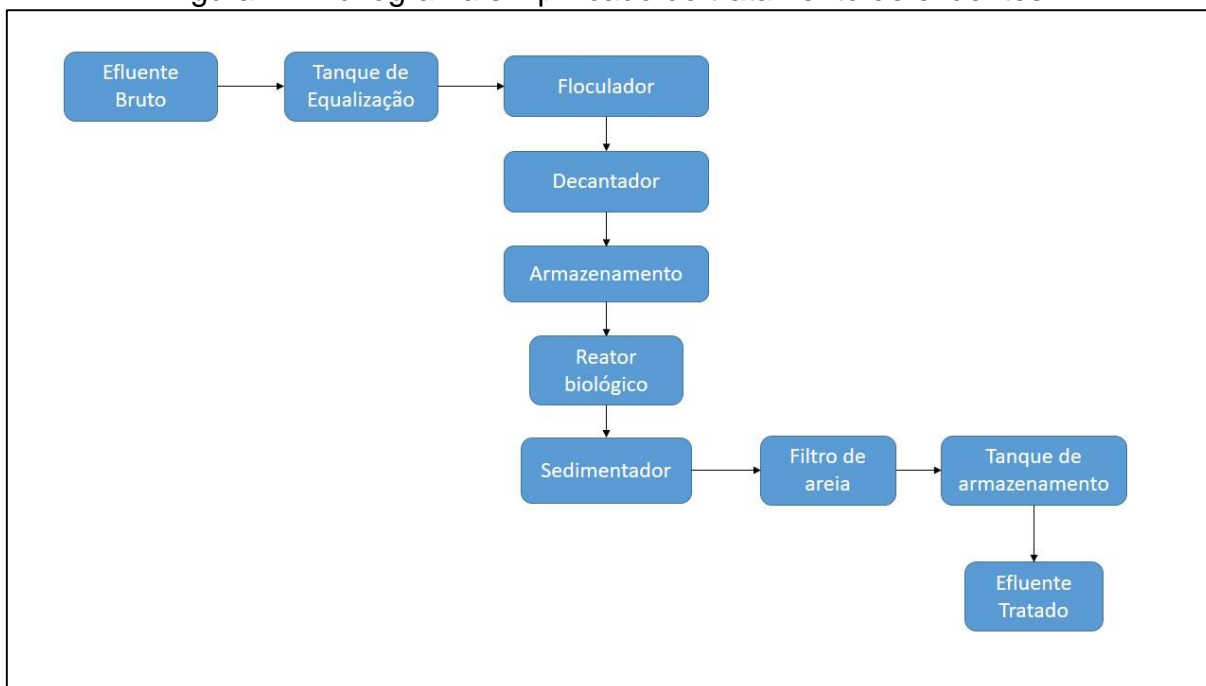 Efluente
Bruto
Tanque de
Equalização
Floculador
Decantador
Armazenamento
Reator
biológico
Sedimentador
Filtro de
areia
Tanque de
armazenamento
Efluente
Tratado